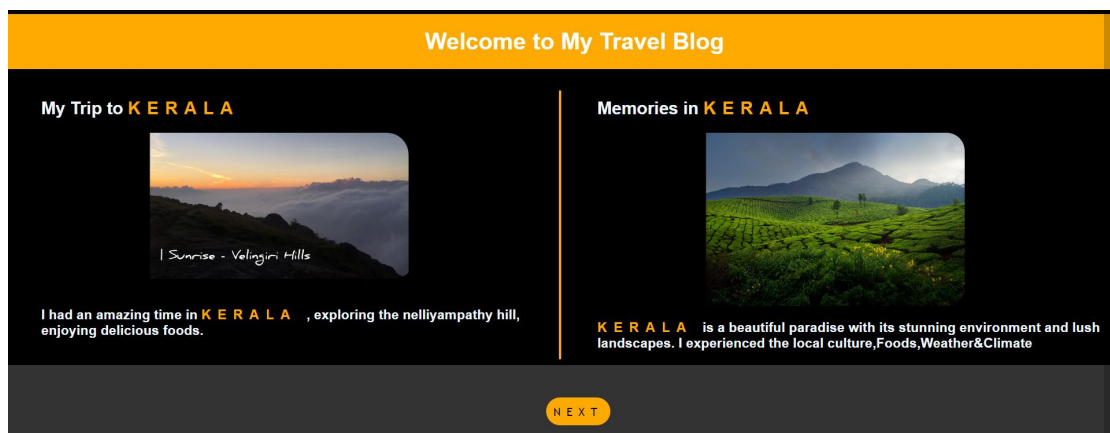 Welcome to My Travel Blog
My Trip to K E R A L A
| Sunrise - Velingiri Hills
I had an amazing time in K E R A L A , exploring the nelliyampathy hill,
enjoying delicious foods.
Memories in K E R A L A
K E R A L A is a beautiful paradise with its stunning environment and lush
landscapes. I experienced the local culture,Foods,Weather&Climate
N E X T